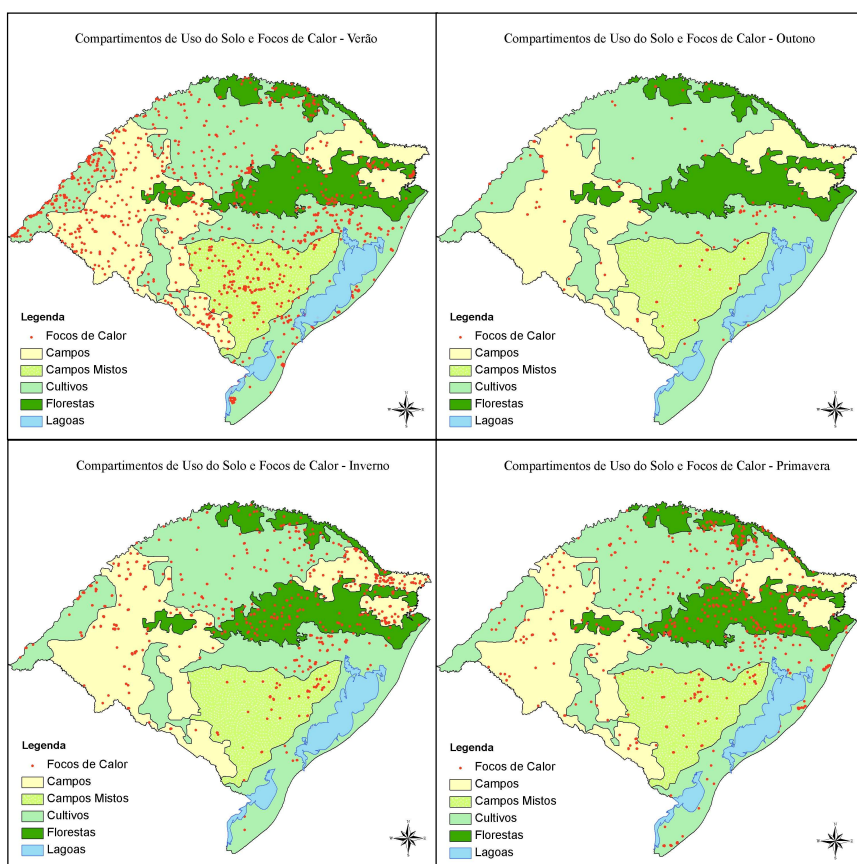 Compartimentos de Uso do Solo e Focos de Calor - Verão
Legenda
Focos de Calor
Campos
Campos Mistos
Cultivos
Florestas
Lagoas
Compartimentos de Uso do Solo e Focos de Calor - Outono
Legenda
Focos de Calor
Campos
Campos Mistos
Cultivos
Florestas
Lagoas
Compartimentos de Uso do Solo e Focos de Calor - Inverno
Legenda
Focos de Calor
Campos
Campos Mistos
Cultivos
Florestas
Lagoas
Compartimentos de Uso do Solo e Focos de Calor - Primavera
Legenda
Focos de Calor
Campos
Campos Mistos
Cultivos
Florestas
Lagoas